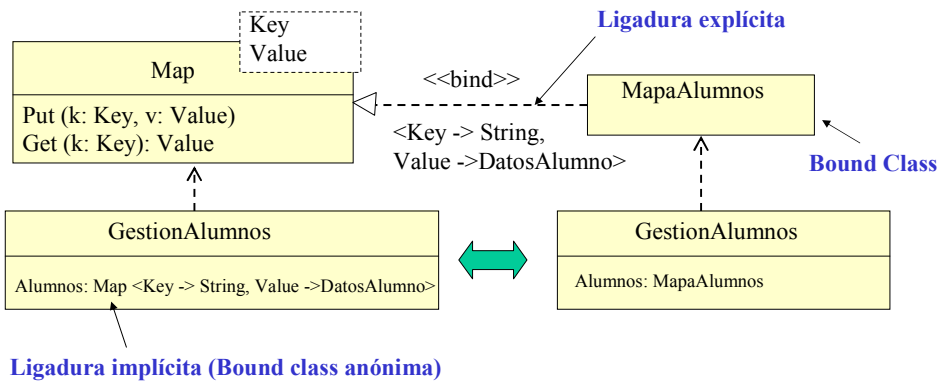 Key
Value
Ligadura explícita
Map
<<bind>>
MapaAlumnos
Put (k: Key, v: Value)
Get (k: Key): Value
<Key -> String,
Value ->DatosAlumno>
Bound Class
GestionAlumnos
Alumnos: Map <Key -> String, Value ->DatosAlumno>
GestionAlumnos
Alumnos: MapaAlumnos
Ligadura implícita (Bound class anónima)